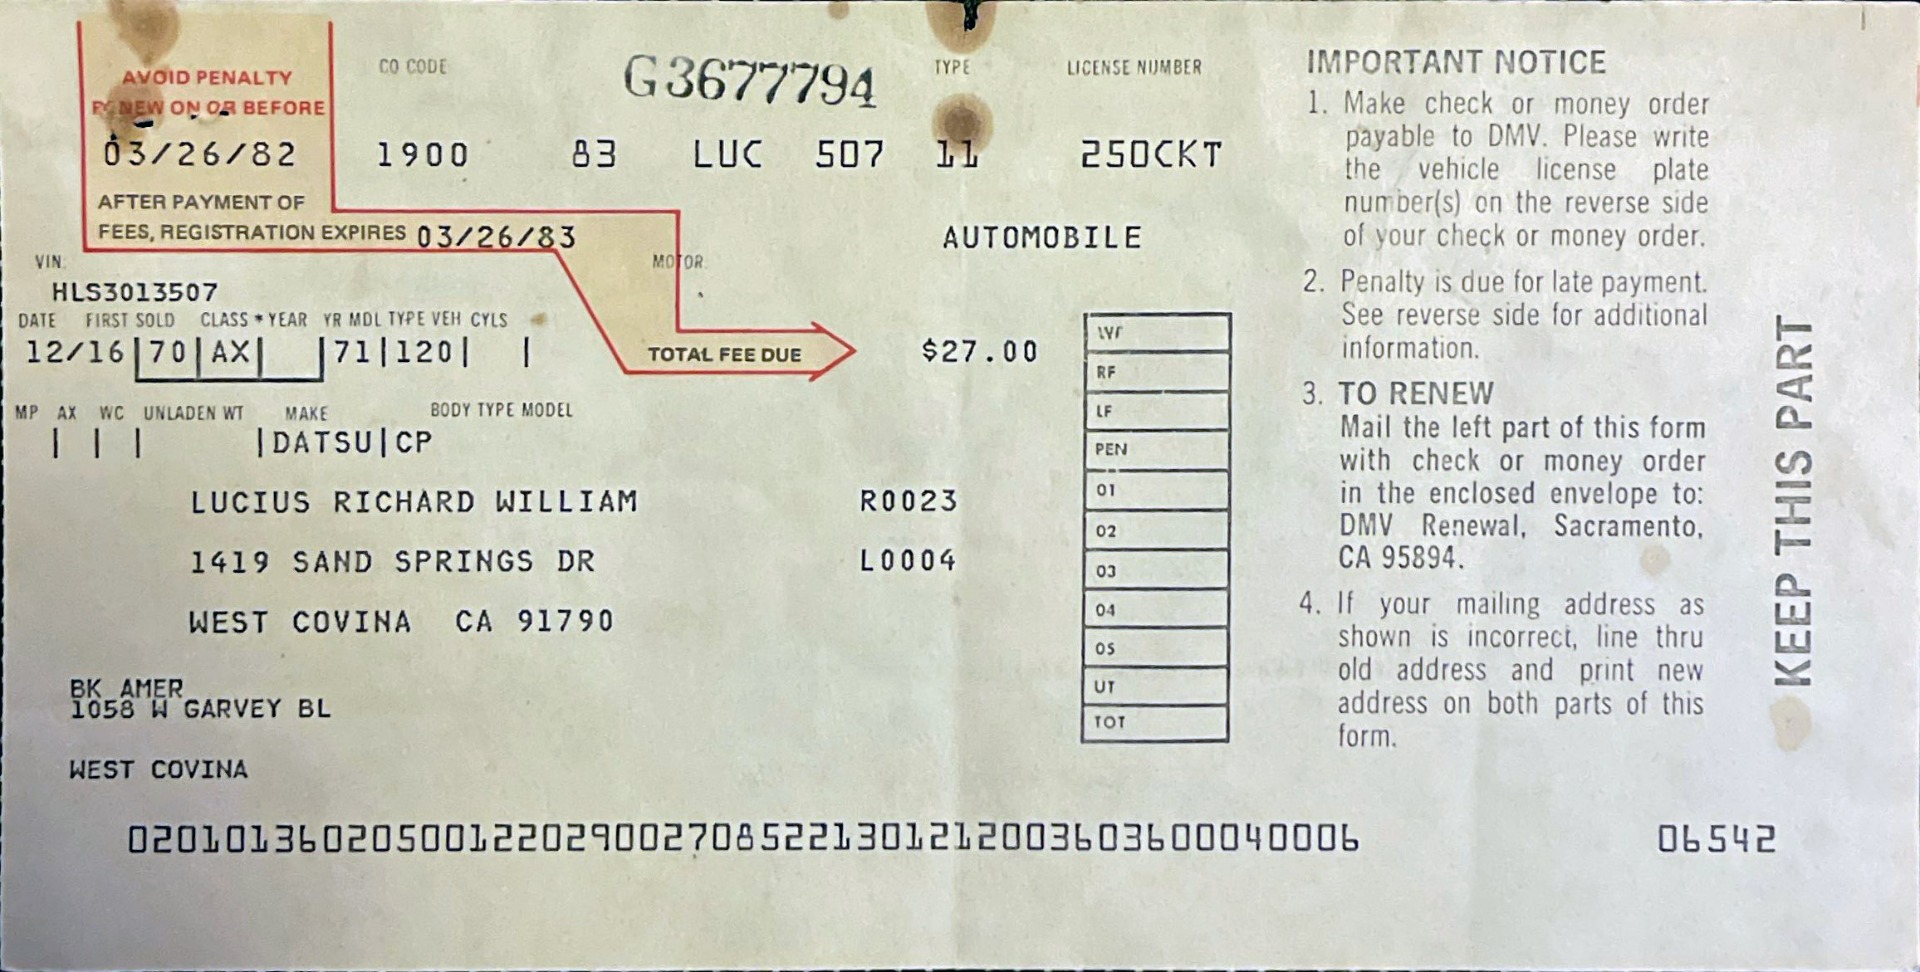 AVOID PENALTY
RENEW ON OR BEFORE
03/26/82
AFTER PAYMENT OF
FEES, REGISTRATION EXPIRES 03/26/83
CO CODE
G3677794
TYPE
LICENSE NUMBER
1900 83 LUC 507 11 250CKT
AUTOMOBILE
VIN
MOTOR
HLS3013507
DATE FIRST SOLD CLASS * YEAR YR MDL TYPE VEH CYLS
12/16 | 70 | AX | | 71 | 120 | |
TOTAL FEE DUE
$27.00
MP AX WC UNLADEN WT MAKE BODY TYPE MODEL
| | | | DATSU | CP
LUCIUS RICHARD WILLIAM R0023
1419 SAND SPRINGS DR L0004
WEST COVINA CA 91790
BK AMER
1058 W GARVEY BL
WEST COVINA
RF
LF
PEN
01
02
03
04
05
UT
TOT
IMPORTANT NOTICE
1. Make check or money order
payable to DMV. Please write
the vehicle license plate
number(s) on the reverse side
of your check or money order.
2. Penalty is due for late payment.
See reverse side for additional
information.
3. TO RENEW
Mail the left part of this form
with check or money order
in the enclosed envelope to:
DMV Renewal, Sacramento,
CA 95894.
4. If your mailing address as
shown is incorrect, line thru
old address and print new
address on both parts of this
form.
KEEP THIS PART
020101360205001220290027085221301212003603600040006
06542